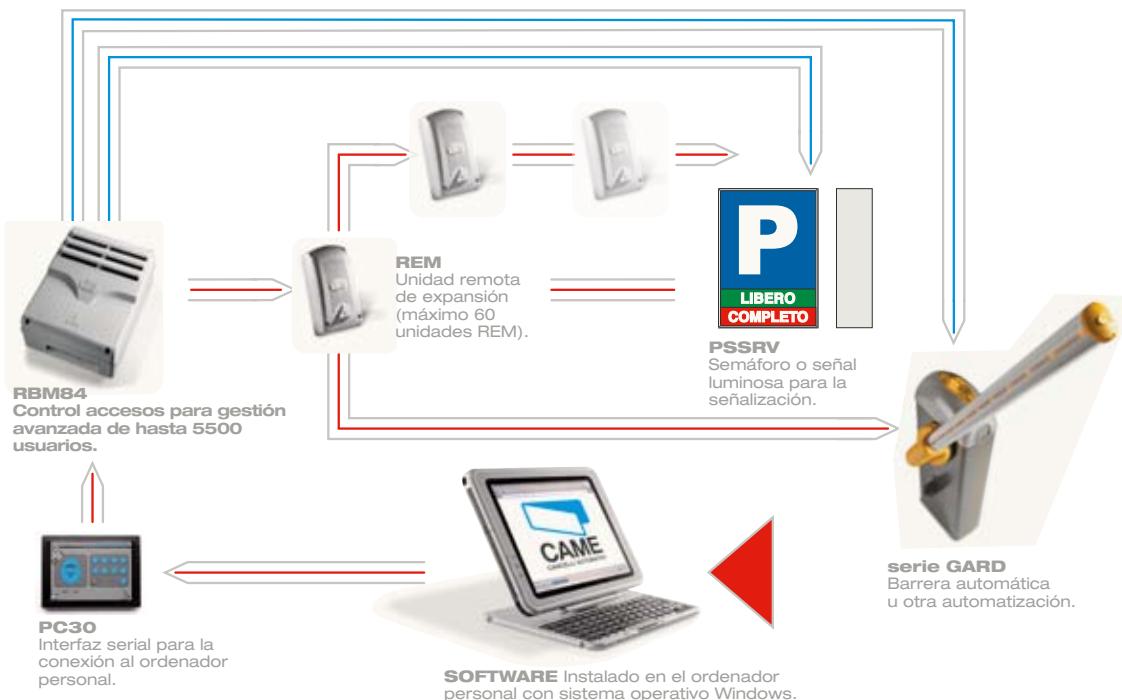 REM
Unidad remota
de expansión
(máximo 60
unidades REM).
P
LIBERO
COMPLETO
PSSRV
Semáforo o señal
luminosa para la
señalización.
RBM84
Control accesos para gestión
avanzada de hasta 5500
usuarios.
serie GARD
Barrera automática
u otra automatización.
CAME
CANCELLI AUTOMATICI
PC30
Interfaz serial para la
conexión al ordenador
personal.
SOFTWARE Instalado en el ordenador
personal con sistema operativo Windows.